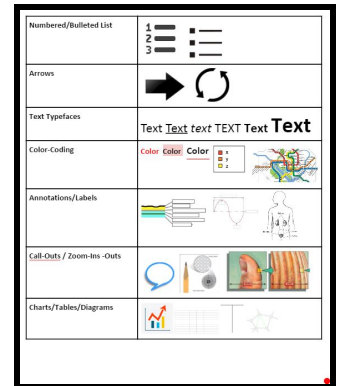 Numbered/Bulleted List
1
2
3
Arrows
Text Typefaces
Text Text text TEXT Text Text
Color-Coding
Color Color Color
Annotations/Labels
Call-Outs / Zoom-Ins -Outs
Charts/Tables/Diagrams